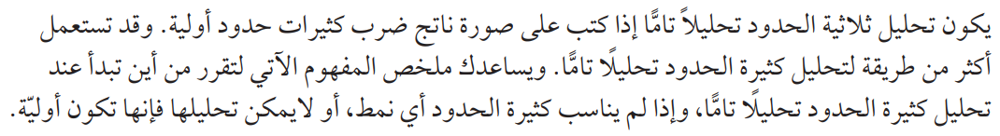 يكون تحليل ثلاثية الحدود تحليلاً تامًّا إذا كتب على صورة ناتج ضرب كثيرات حدود أولية. وقد تستعمل
أكثر من طريقة لتحليل كثيرة الحدود تحليلًا تامًّا. ويساعدك ملخص المفهوم الآتي لتقرر من أين تبدأ عند
تحليل كثيرة الحدود تحليلًا تامًّا، وإذا لم يناسب كثيرة الحدود أي نمط، أو لايمكن تحليلها فإنها تكون أوليّة.